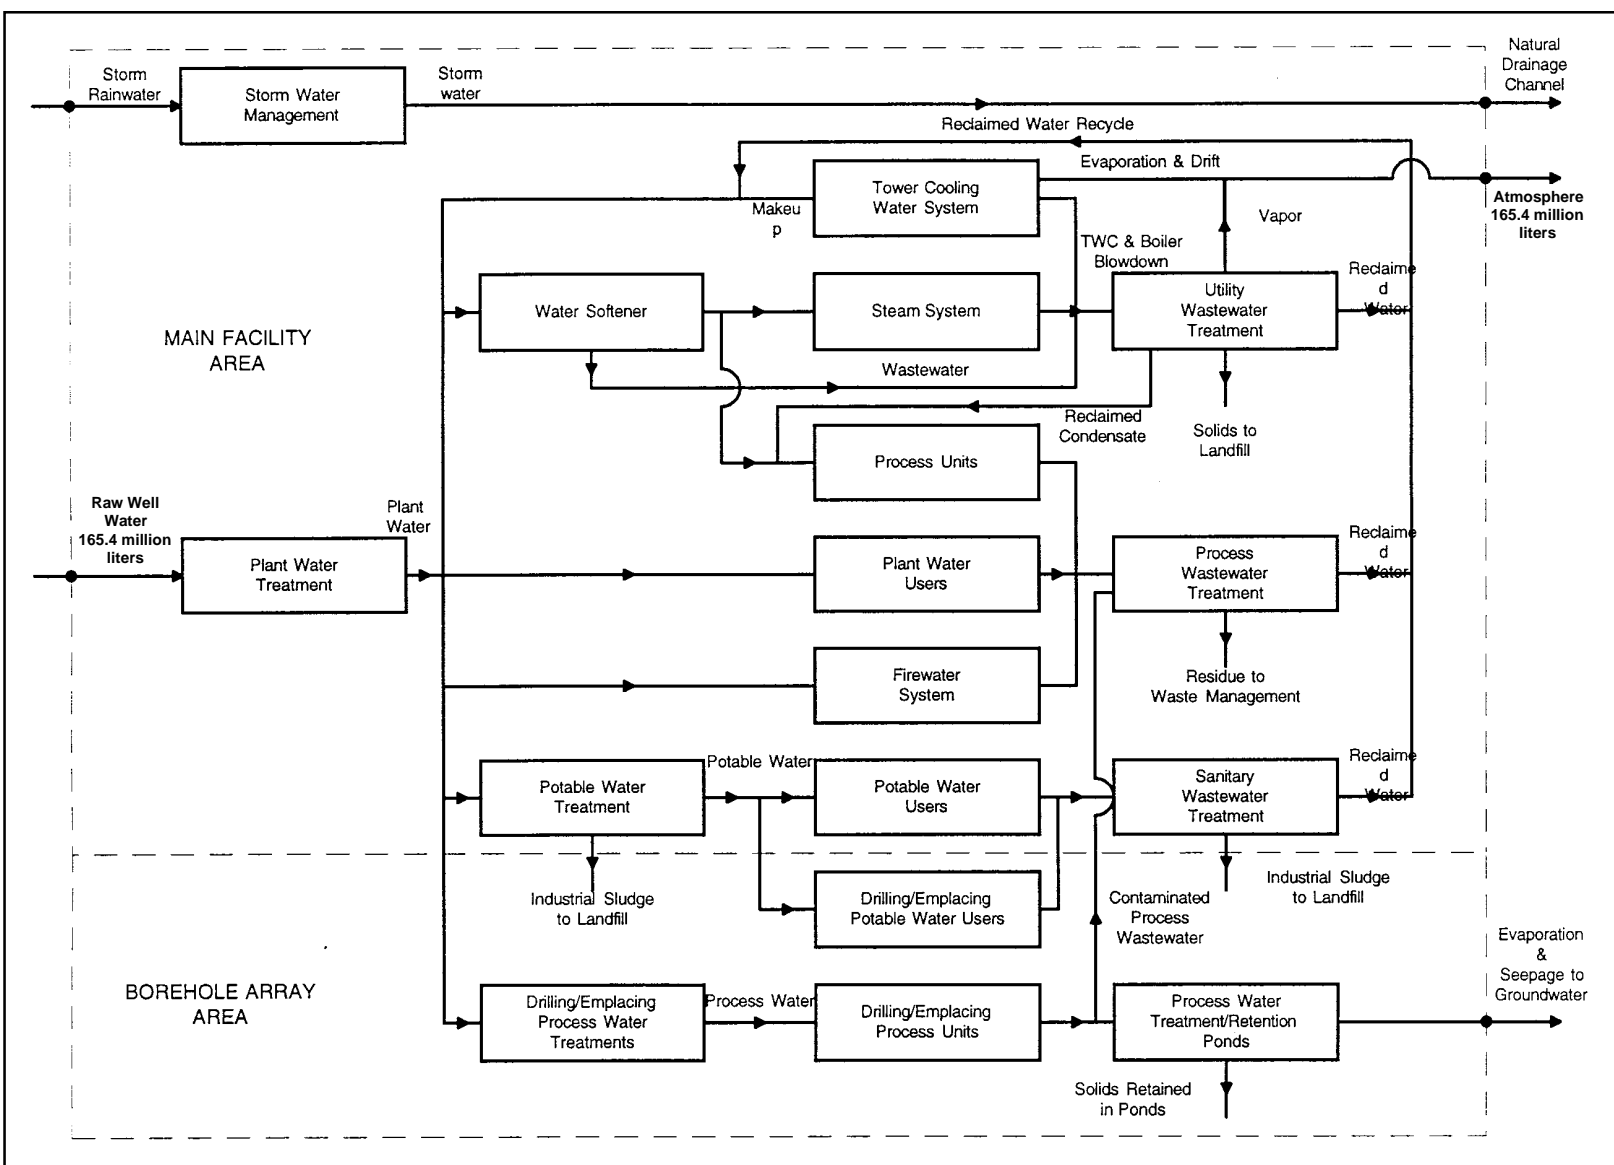 Natural
Drainage
Channel
Storm
Rainwater
Storm
water
Storm Water
Management
Reclaimed Water Recycle
Evaporation & Drift
Tower Cooling
Water System
Makeu
p
Vapor
Atmosphere
165.4 million
liters
TWC & Boiler
Blowdown
Reclaime
d
Water
Water Softener
Steam System
Utility
Wastewater
Treatment
MAIN FACILITY
AREA
Wastewater
Reclaimed
Condensate
Solids to
Landfill
Process Units
Raw Well
Water
165.4 million
liters
Plant
Water
Plant Water
Treatment
Plant Water
Users
Process
Wastewater
Treatment
Reclaime
d
Water
Firewater
System
Residue to
Waste Management
Potable Water
Potable Water
Treatment
Potable Water
Users
Sanitary
Wastewater
Treatment
Reclaime
d
Water
Industrial Sludge
to Landfill
Drilling/Emplacing
Potable Water Users
Contaminated
Process
Wastewater
Industrial Sludge
to Landfill
Evaporation
&
Seepage to
Groundwater
BOREHOLE ARRAY
AREA
Drilling/Emplacing
Process Water
Treatments
Process Water
Drilling/Emplacing
Process Units
Process Water
Treatment/Retention
Ponds
Solids Retained
in Ponds